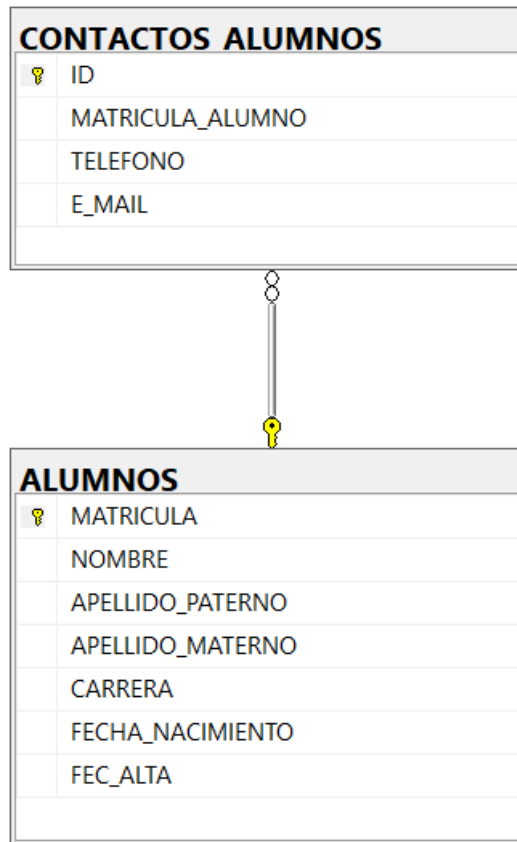 CONTACTOS_ALUMNOS
ID
MATRICULA_ALUMNO
TELEFONO
E_MAIL
ALUMNOS
MATRICULA
NOMBRE
APELLIDO_PATERNO
APELLIDO_MATERNO
CARRERA
FECHA_NACIMIENTO
FEC_ALTA